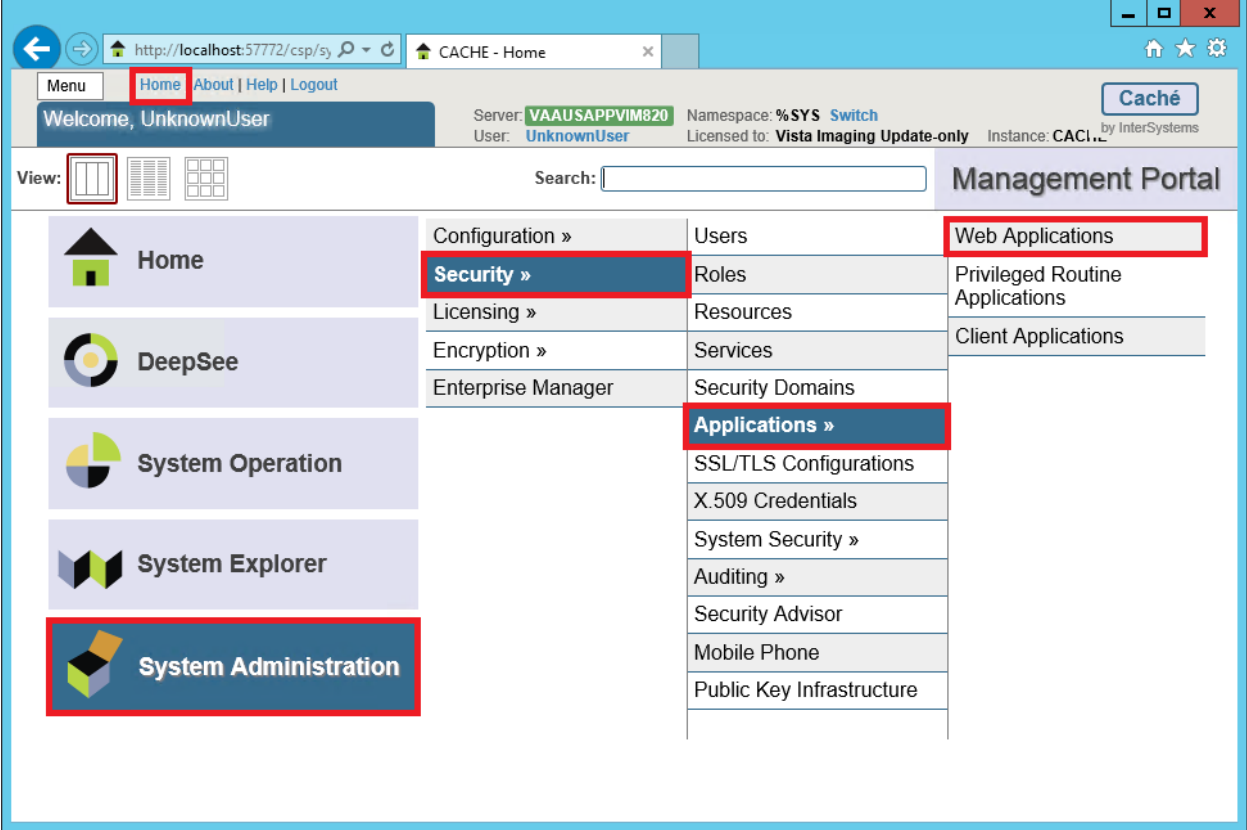 http://localhost:57772/csp/sy
CACHE - Home
Menu
Home | About | Help | Logout
Welcome, UnknownUser
Server: VAAUSAPPVIM820
Namespace: %SYS Switch
User: UnknownUser
Licensed to: Vista Imaging Update-only
Instance:
Caché
by InterSystems
View:
Search:
Management Portal
Home
DeepSee
System Operation
System Explorer
System Administration
Configuration »
Security »
Licensing »
Encryption »
Enterprise Manager
Users
Roles
Resources
Services
Security Domains
Applications »
SSL/TLS Configurations
X.509 Credentials
System Security »
Auditing »
Security Advisor
Mobile Phone
Public Key Infrastructure
Web Applications
Privileged Routine
Applications
Client Applications